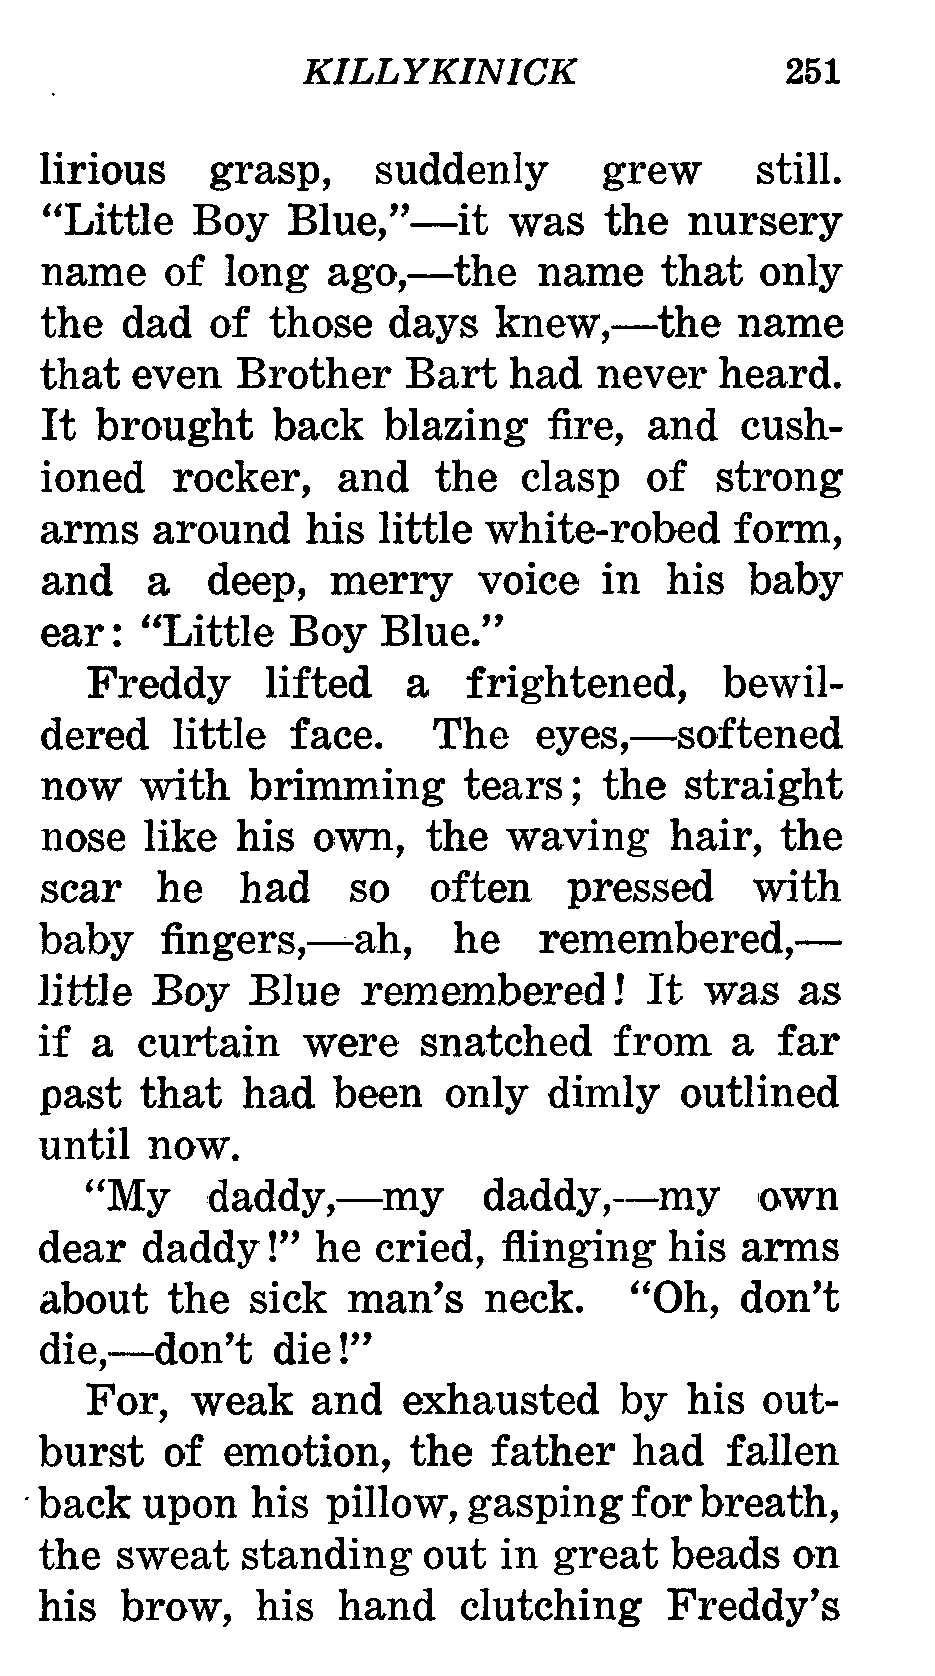 KILLYKINICK 251
lirious grasp, suddenly grew still.
“Little Boy Blue,”—it was the nursery
name of long ago,—the name that only
the dad of those days knew,—the name
that even Brother Bart had never heard.
It brought back blazing fire, and cush-
ioned rocker, and the clasp of strong
arms around his little white-robed form,
and a deep, merry voice in his baby
ear: “Little Boy Blue.”
Freddy lifted a frightened, bewil-
dered little face. The eyes,—softened
now with brimming tears; the straight
nose like his own, the waving hair, the
scar he had so often pressed with
baby fingers,—ah, he remembered,—
little Boy Blue remembered! It was as
if a curtain were snatched from a far
past that had been only dimly outlined
until now.
“My daddy,—my daddy,—my own
dear daddy!” he cried, flinging his arms
about the sick man’s neck. “Oh, don’t
die,—don’t die!”
For, weak and exhausted by his out-
burst of emotion, the father had fallen
back upon his pillow, gasping for breath,
the sweat standing out in great beads on
his brow, his hand clutching Freddy’s